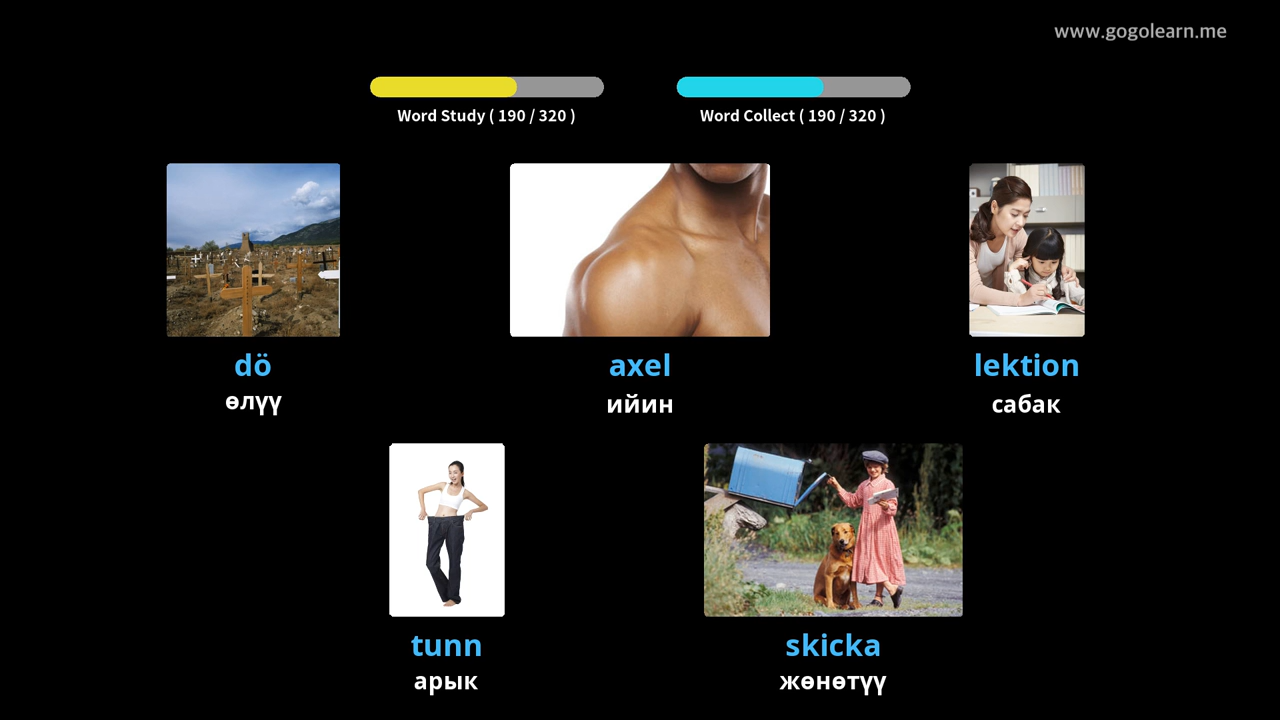 www.gogolearn.me
Word Study ( 190 / 320 )
Word Collect ( 190 / 320 )
dö
өлүү
axel
ийин
lektion
сабак
tunn
арык
skicka
жөнөтүү